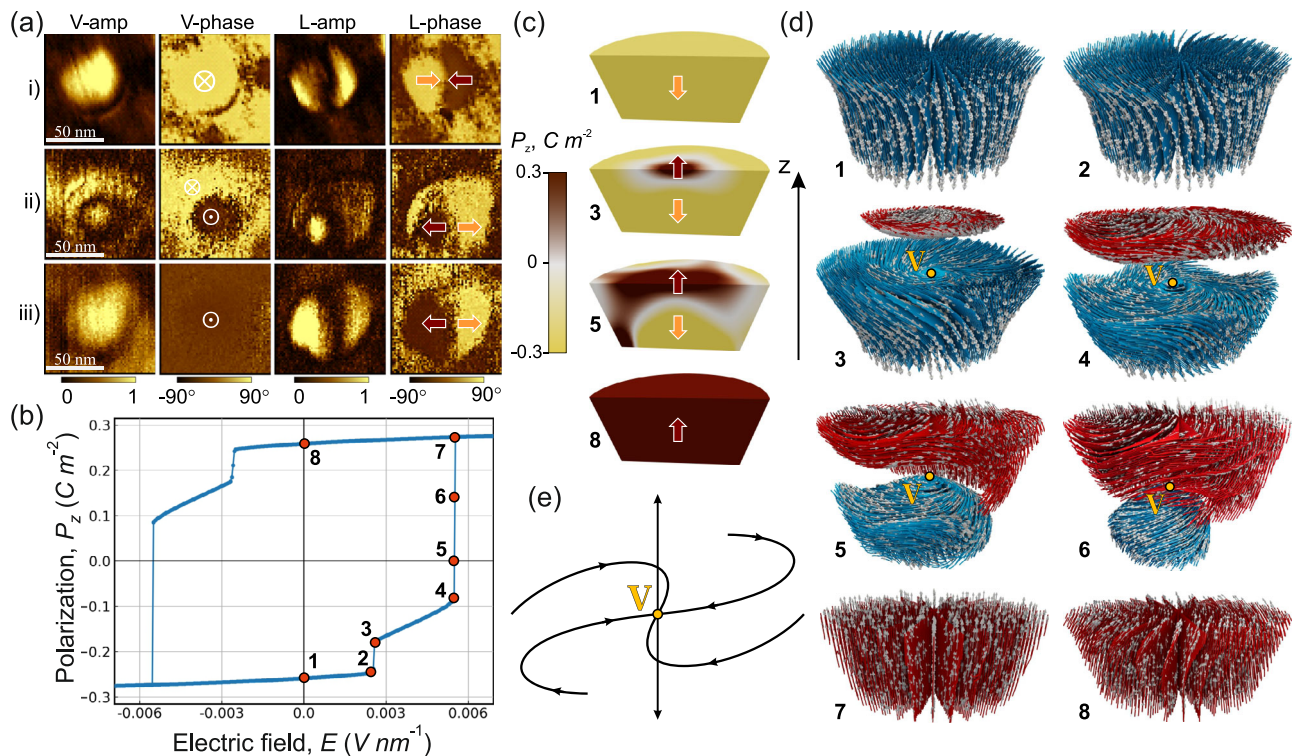 (a)
V-amp V-phase L-amp L-phase
i)
50 nm
ii)
50 nm
iii)
50 nm
0 1 -90° 90° 0 1 -90° 90°
(b)
Polarization, P_z (C m⁻²)
0.3
0.2
0.1
0.0
−0.1
−0.2
−0.3
−0.006 −0.003 0.0 0.003 0.006
Electric field, E (V nm⁻¹)
1
2
3
4
5
6
7
8
(c)
1
P_z, C m⁻²
0.3
0
-0.3
3
5
8
z
(d)
1
2
V
3
V
4
V
5
V
6
7
8
(e)
V